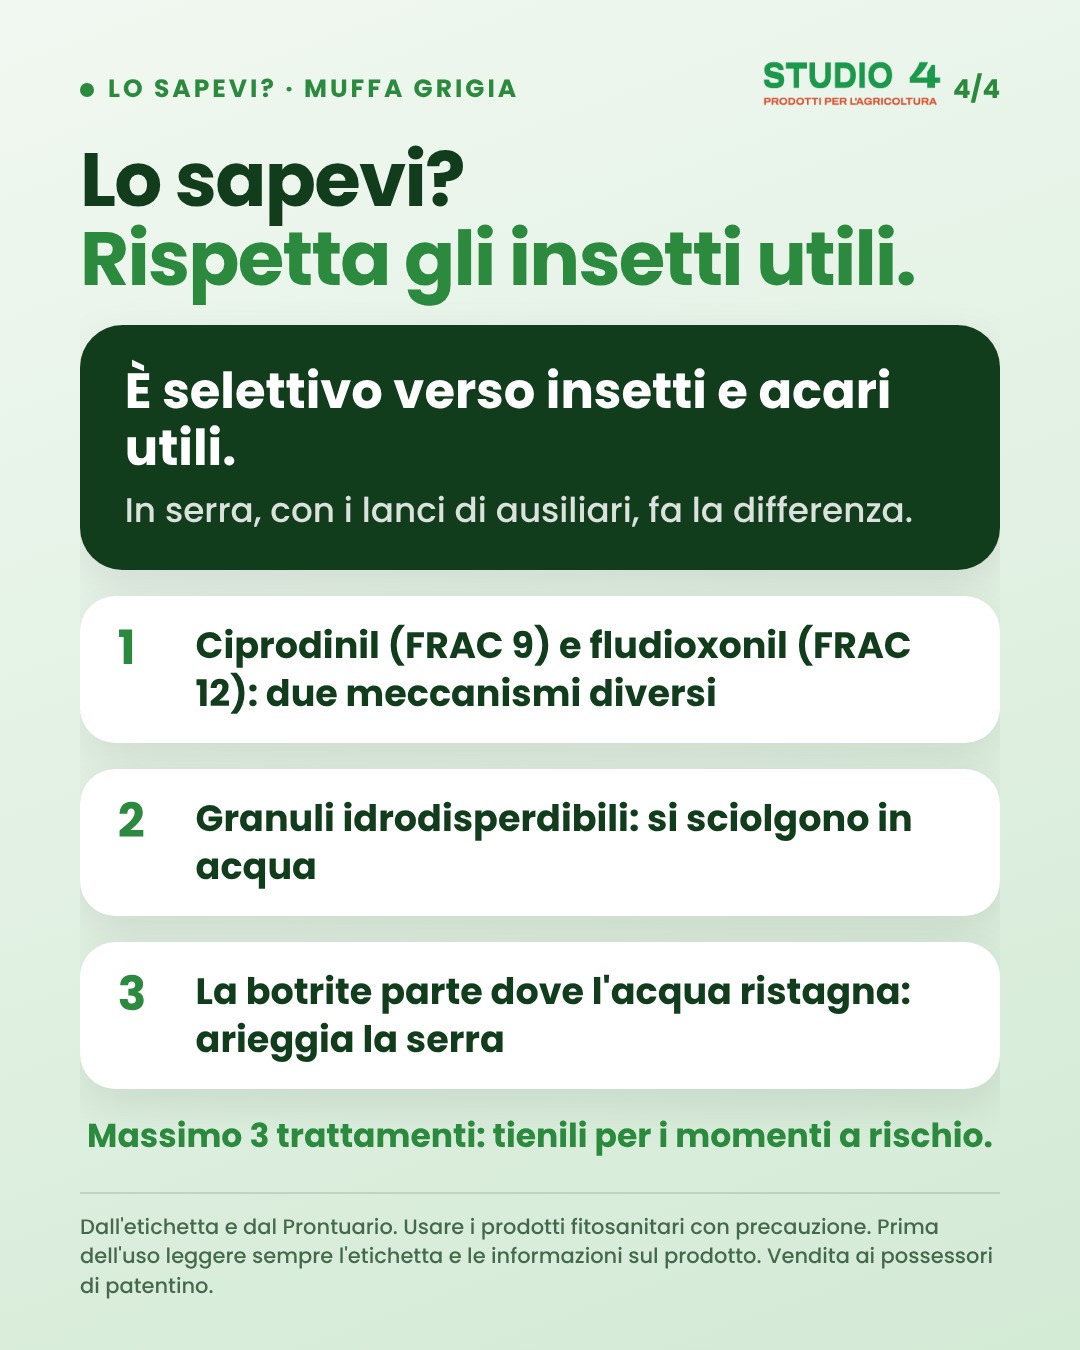 LO SAPEVI? · MUFFA GRIGIA
STUDIO 4
PRODOTTI PER L'AGRICOLTURA
4/4
Lo sapevi?
Rispetta gli insetti utili.
È selettivo verso insetti e acari
utili.
In serra, con i lanci di ausiliari, fa la differenza.
1
Ciprodinil (FRAC 9) e fludioxonil (FRAC
12): due meccanismi diversi
2
Granuli idrodisperdibili: si sciolgono in
acqua
3
La botrite parte dove l'acqua ristagna:
arieggia la serra
Massimo 3 trattamenti: tienili per i momenti a rischio.
Dall'etichetta e dal Prontuario. Usare i prodotti fitosanitari con precauzione. Prima
dell'uso leggere sempre l'etichetta e le informazioni sul prodotto. Vendita ai possessori
di patentino.